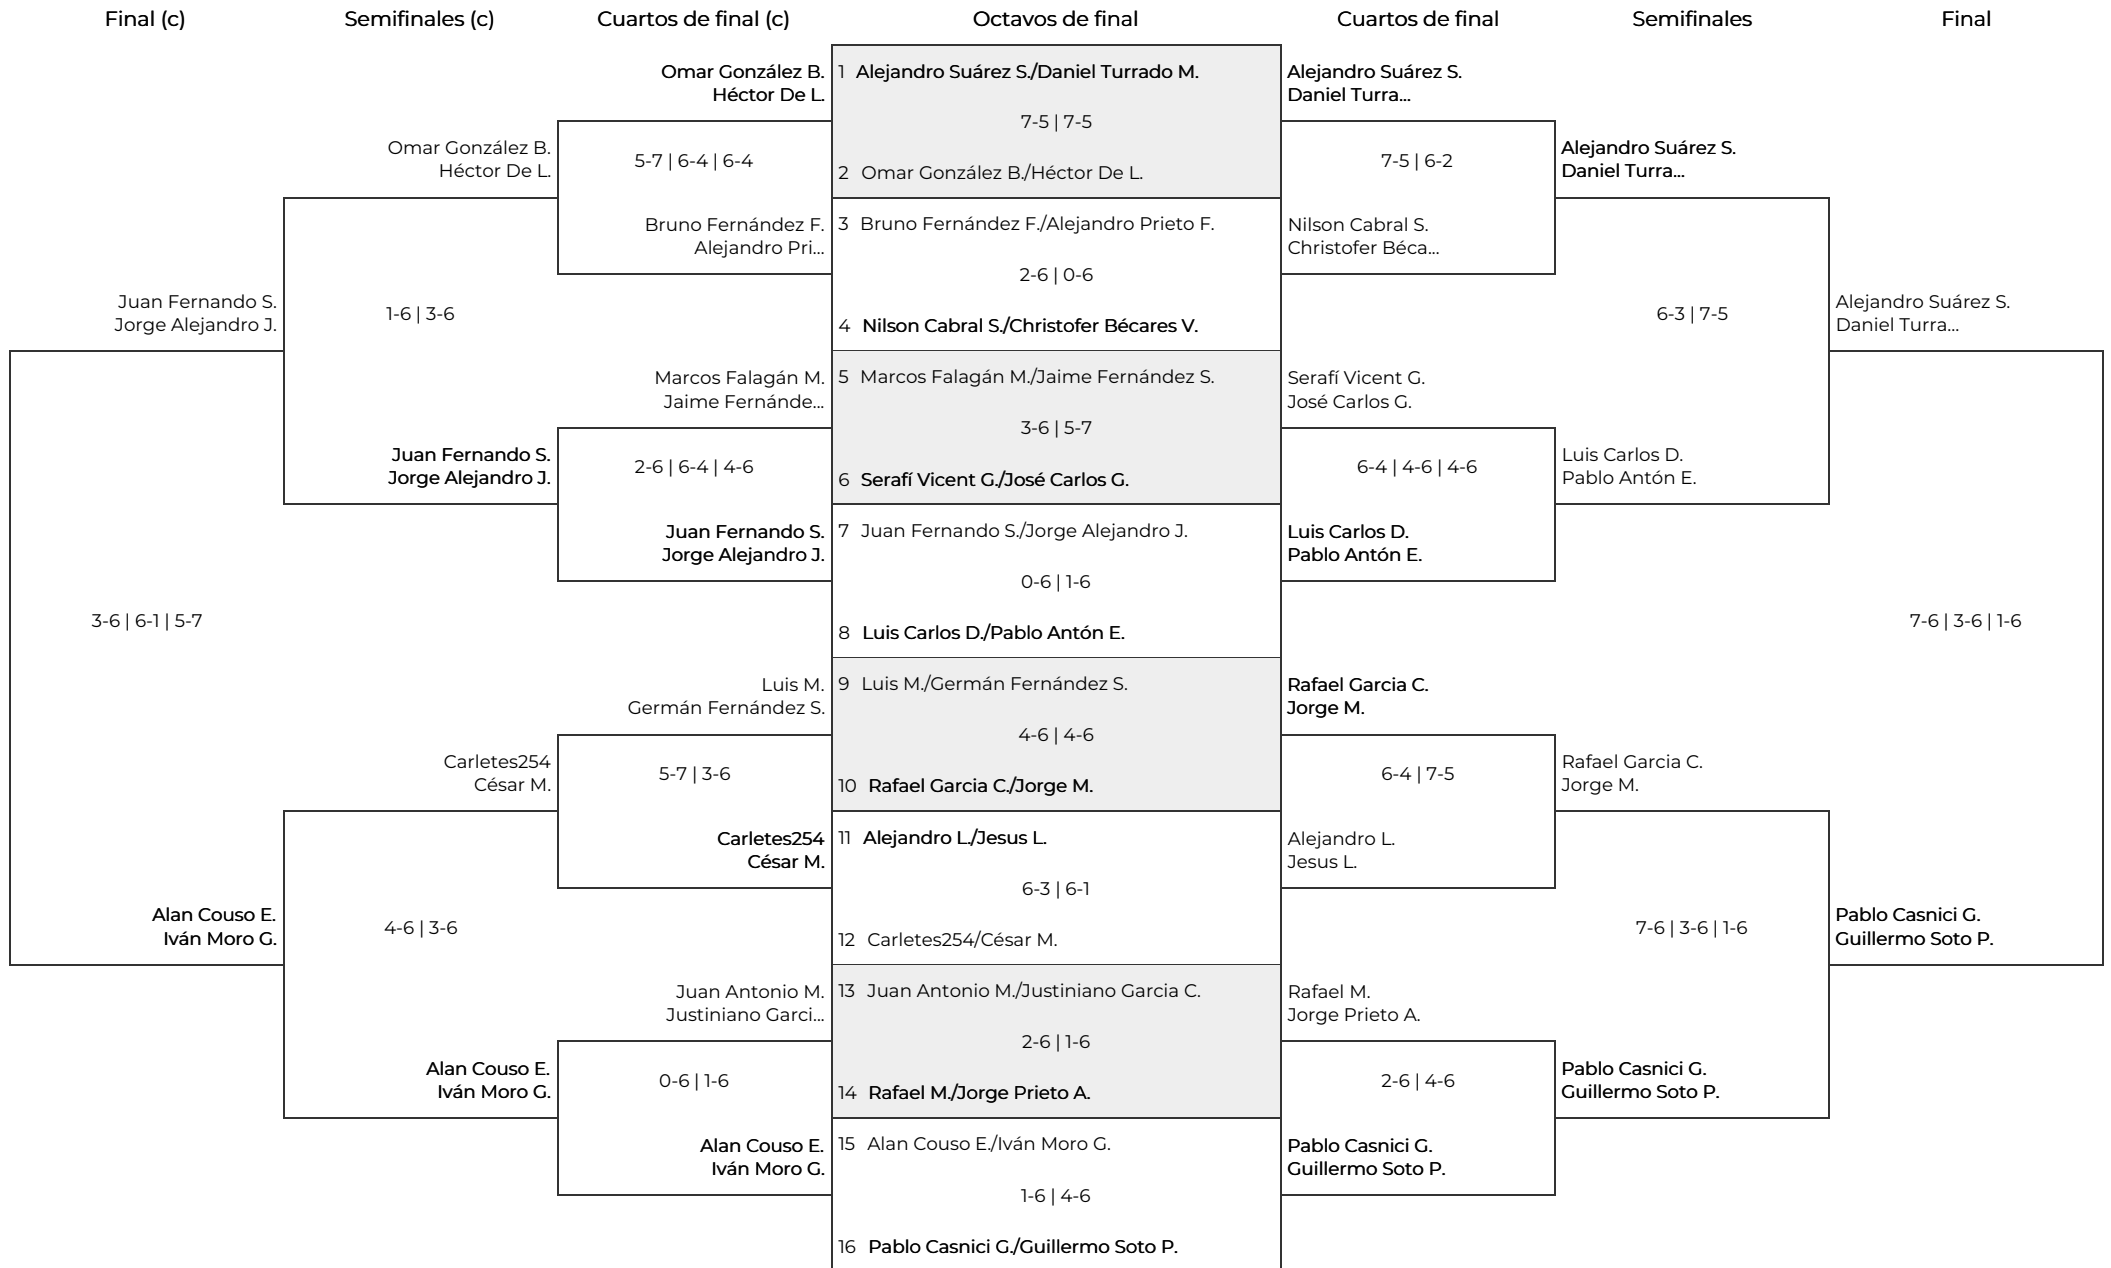 Final (c)
Semifinales (c)
Cuartos de final (c)
Octavos de final
Cuartos de final
Semifinales
Final
Juan Fernando S.
Jorge Alejandro J.
3-6 | 6-1 | 5-7
Alan Couso E.
Iván Moro G.
Omar González B.
Héctor De L.
1-6 | 3-6
Juan Fernando S.
Jorge Alejandro J.
Carletes254
César M.
4-6 | 3-6
Alan Couso E.
Iván Moro G.
Omar González B.
Héctor De L.
5-7 | 6-4 | 6-4
Bruno Fernández F.
Alejandro Pri...
Marcos Falagán M.
Jaime Fernánde...
2-6 | 6-4 | 4-6
Juan Fernando S.
Jorge Alejandro J.
Luis M.
Germán Fernández S.
5-7 | 3-6
Carletes254
César M.
Juan Antonio M.
Justiniano Garci...
0-6 | 1-6
Alan Couso E.
Iván Moro G.
1 Alejandro Suárez S./Daniel Turrado M.
7-5 | 7-5
2 Omar González B./Héctor De L.
3 Bruno Fernández F./Alejandro Prieto F.
2-6 | 0-6
4 Nilson Cabral S./Christofer Bécares V.
5 Marcos Falagán M./Jaime Fernández S.
3-6 | 5-7
6 Serafí Vicent G./José Carlos G.
7 Juan Fernando S./Jorge Alejandro J.
0-6 | 1-6
8 Luis Carlos D./Pablo Antón E.
9 Luis M./Germán Fernández S.
4-6 | 4-6
10 Rafael Garcia C./Jorge M.
11 Alejandro L./Jesus L.
6-3 | 6-1
12 Carletes254/César M.
13 Juan Antonio M./Justiniano Garcia C.
2-6 | 1-6
14 Rafael M./Jorge Prieto A.
15 Alan Couso E./Iván Moro G.
1-6 | 4-6
16 Pablo Casnici G./Guillermo Soto P.
Alejandro Suárez S.
Daniel Turra...
7-5 | 6-2
Nilson Cabral S.
Christofer Béca...
Serafí Vicent G.
José Carlos G.
6-4 | 4-6 | 4-6
Luis Carlos D.
Pablo Antón E.
Rafael Garcia C.
Jorge M.
6-4 | 7-5
Alejandro L.
Jesus L.
Rafael M.
Jorge Prieto A.
2-6 | 4-6
Pablo Casnici G.
Guillermo Soto P.
Alejandro Suárez S.
Daniel Turra...
6-3 | 7-5
Luis Carlos D.
Pablo Antón E.
Rafael Garcia C.
Jorge M.
7-6 | 3-6 | 1-6
Pablo Casnici G.
Guillermo Soto P.
Alejandro Suárez S.
Daniel Turra...
7-6 | 3-6 | 1-6
Pablo Casnici G.
Guillermo Soto P.